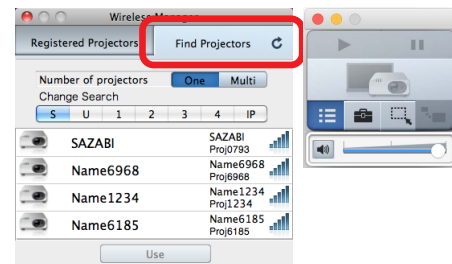 Wireless Manager
Registered Projectors Find Projectors
Number of projectors One Multi
Change Search
S U 1 2 3 4 IP
SAZABI SAZABI
Proj0793
Name6968 Name6968
Proj6968
Name1234 Name1234
Proj1234
Name6185 Name6185
Proj6185
Use